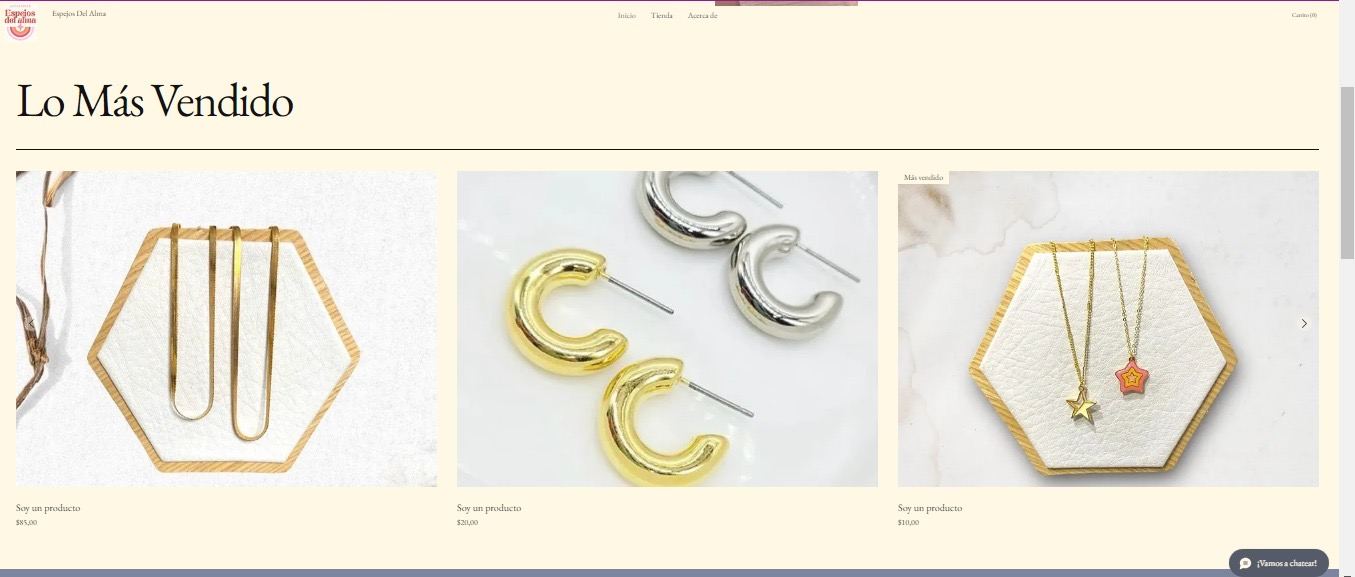 Espejos
del alma
Espejos Del Alma
Inicio
Tienda
Acerca de
Carrito (0)
Lo Más Vendido
Más vendido
Soy un producto
$85,00
Soy un producto
$20,00
Soy un producto
$10,00
¡Vamos a chatear!